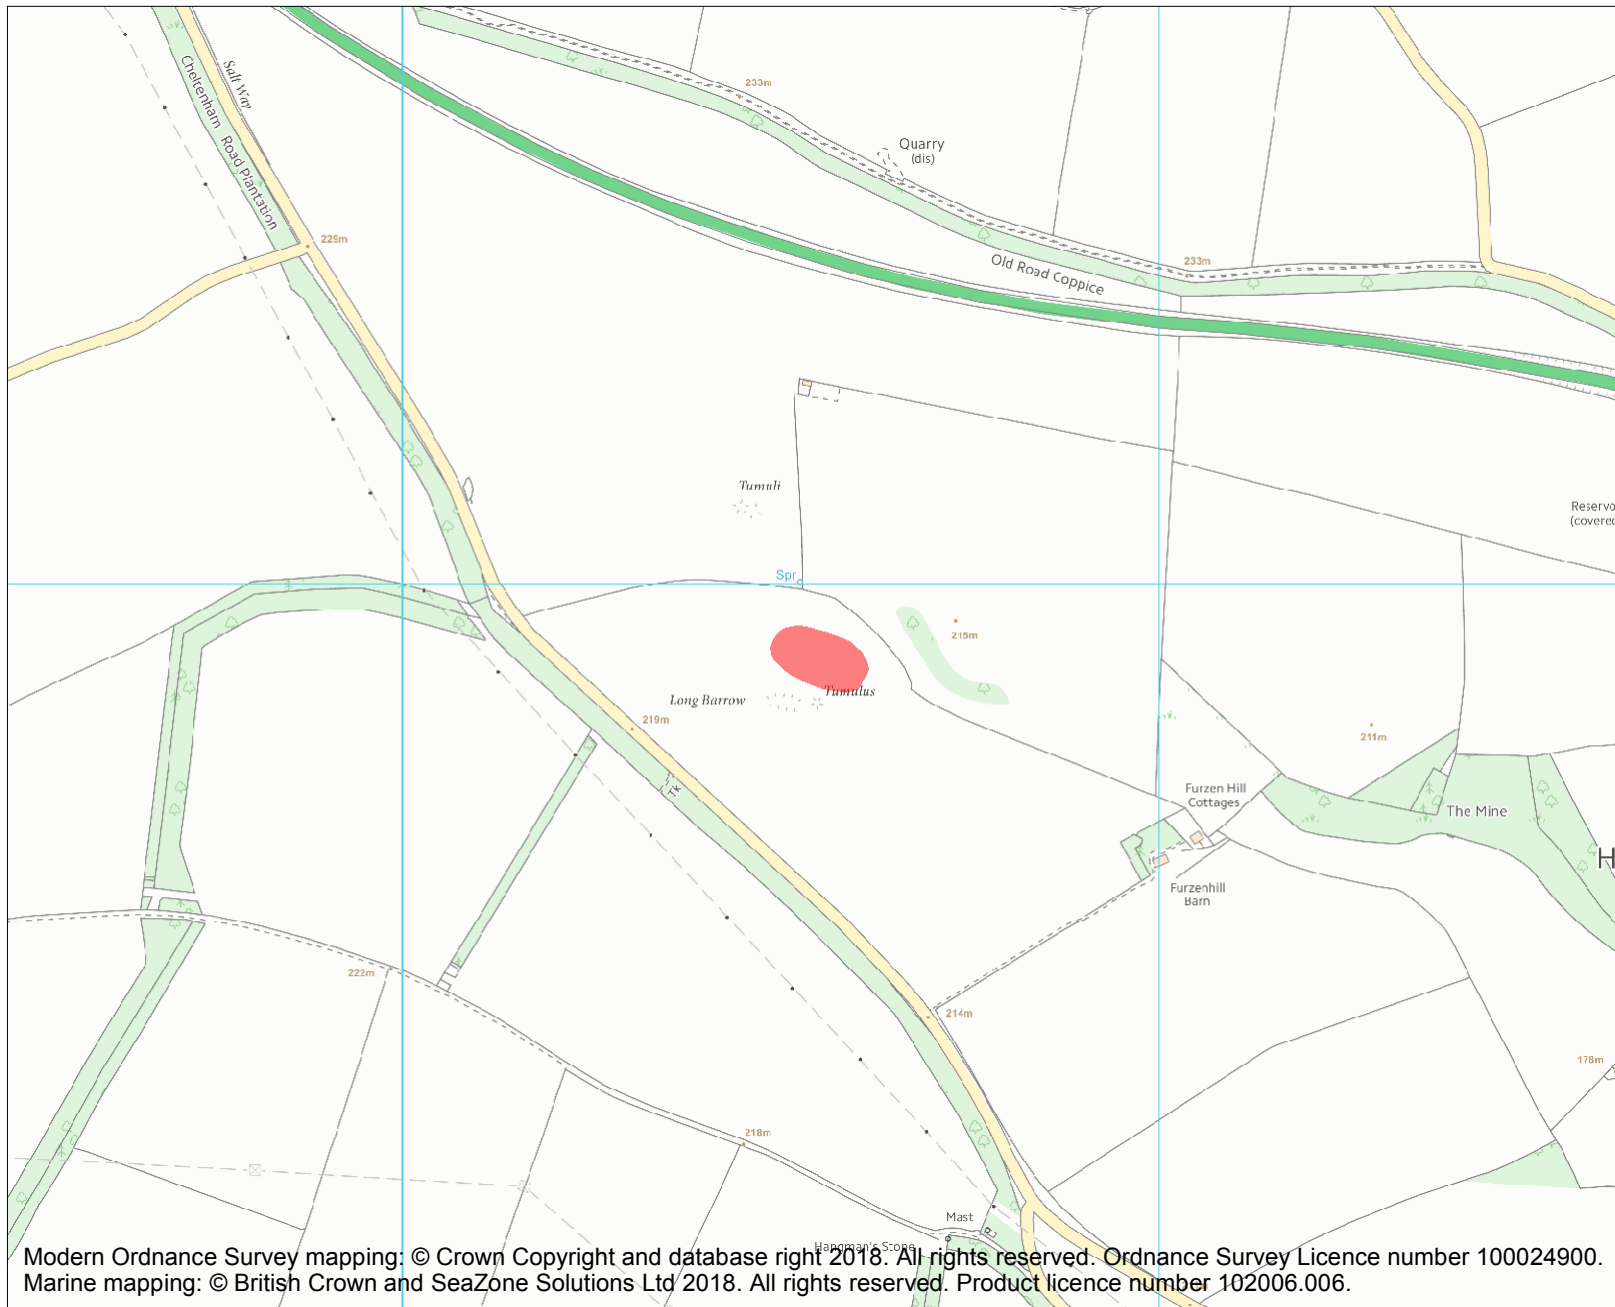 Salt Way
Cheltenham Road Plantation
233m
Quarry
(dis)
229m
233m
Old Road Coppice
Tumuli
Reservo
(covered
Spr
215m
Long Barrow
Tumulus
219m
211m
Tk
Furzen Hill
Cottages
The Mine
H
Furzenhill
Barn
222m
214m
178m
218m
Mast
Hangman's Stone
Modern Ordnance Survey mapping: © Crown Copyright and database right 2018. All rights reserved. Ordnance Survey Licence number 100024900.
Marine mapping: © British Crown and SeaZone Solutions Ltd 2018. All rights reserved. Product licence number 102006.006.